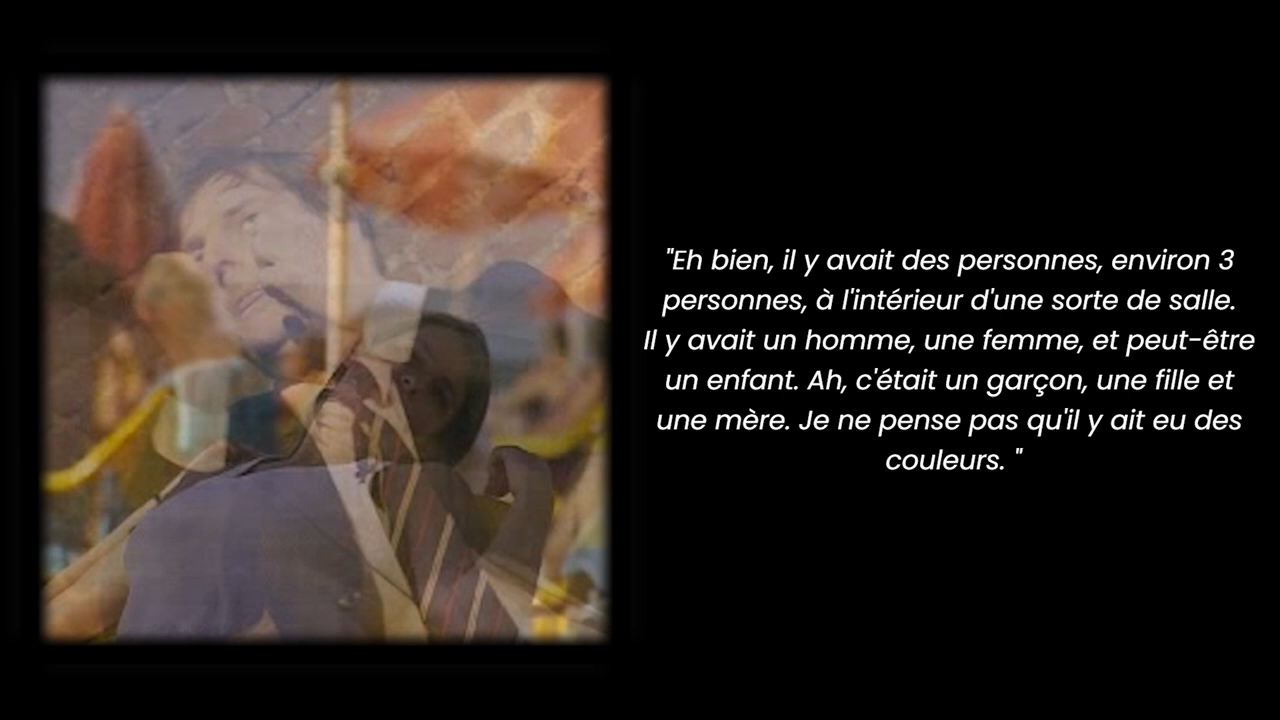 "Eh bien, il y avait des personnes, environ 3
personnes, à l'intérieur d'une sorte de salle.
Il y avait un homme, une femme, et peut-être
un enfant. Ah, c'était un garçon, une fille et
une mère. Je ne pense pas qu'il y ait eu des
couleurs. "